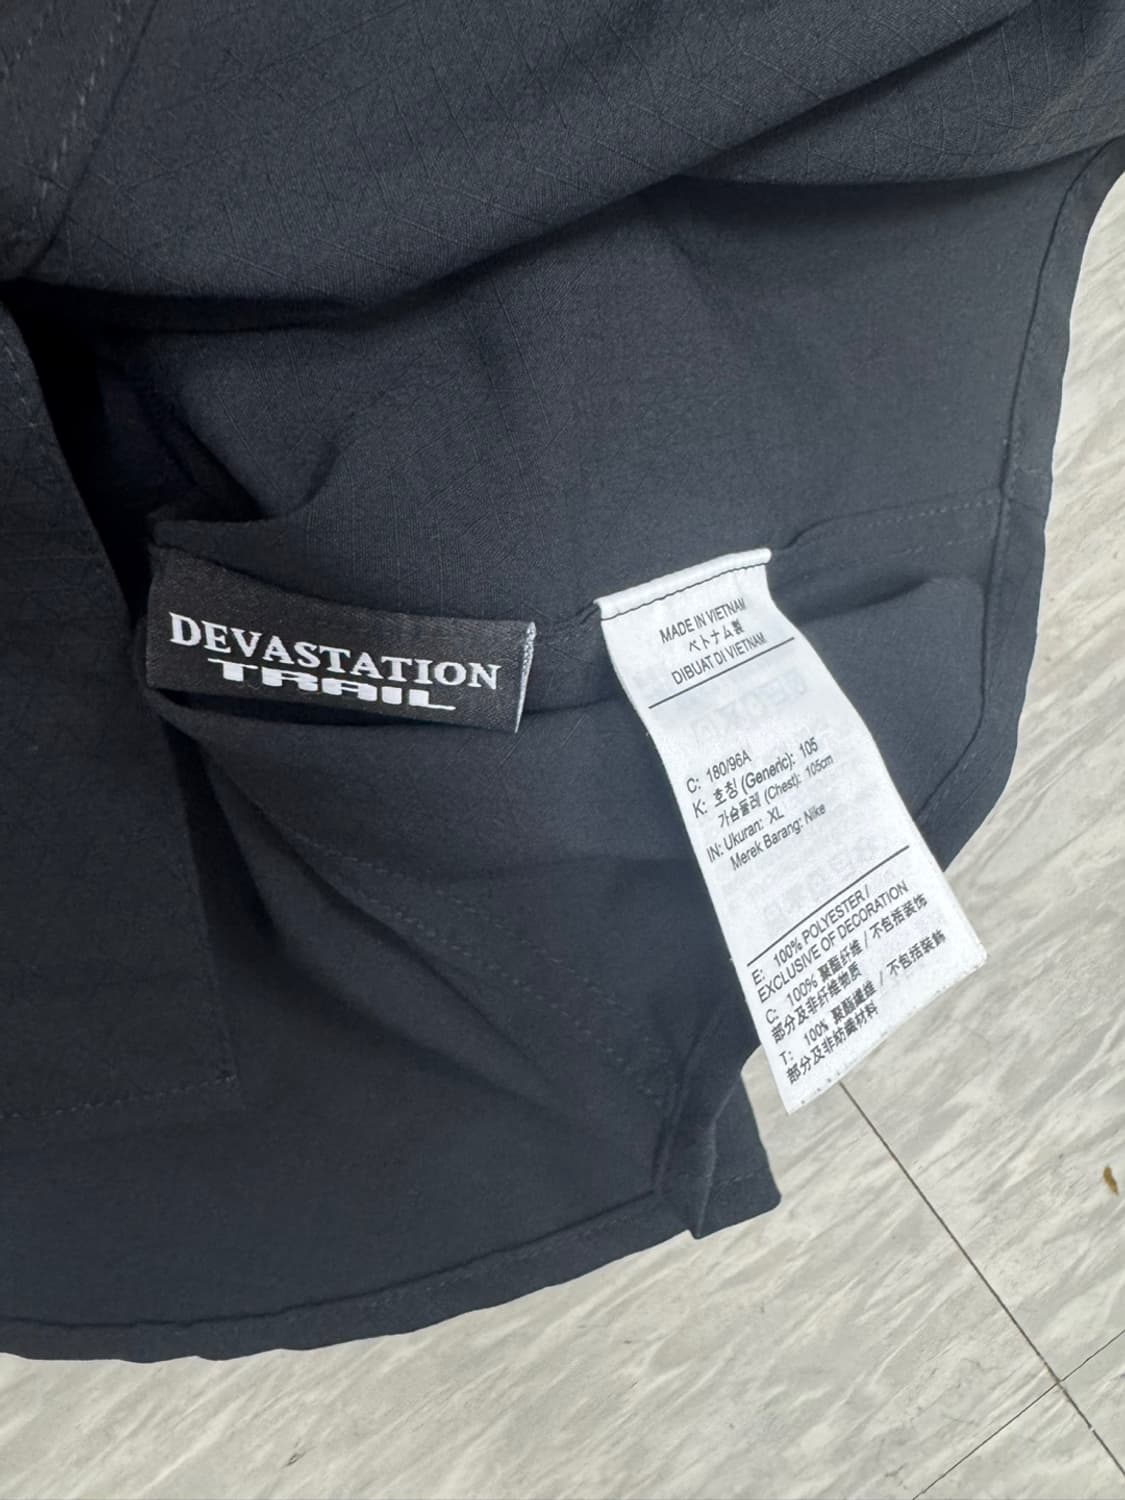 DEVASTATION
TRAIL
MADE IN VIETNAM
ベトナム製
DIBUAT DI VIETNAM
C: 180/96A
K: 호칭 (Generic): 105
가슴둘레 (Chest): 105cm
IN: Ukuran: XL
Merek Barang: Nike
E: 100% POLYESTER/
EXCLUSIVE OF DECORATION
C: 100% 聚酯纤维 / 不包括装饰
部分及非纤维物质
T: 100% 聚酯纖維 / 不包括裝飾
部分及非紡織材料